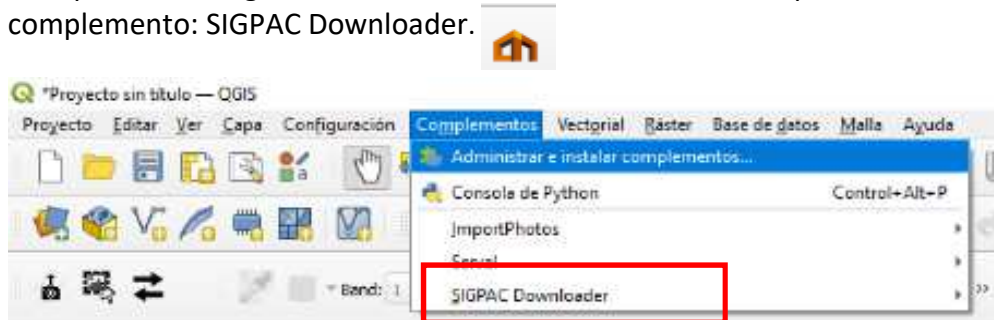 complemento: SIGPAC Downloader.
*Proyecto sin título — QGIS
Proyecto Editar Ver Capa Configuración Complementos Vectorial Ráster Base de datos Malla Ayuda
Administrar e instalar complementos...
Consola de Python Control+Alt+P
ImportPhotos
Serval
SIGPAC Downloader
Band: 1